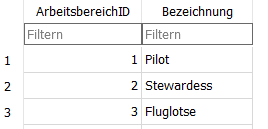 ArbeitsbereichID Bezeichnung
Filtern Filtern
1 1 Pilot
2 2 Stewardess
3 3 Fluglotse